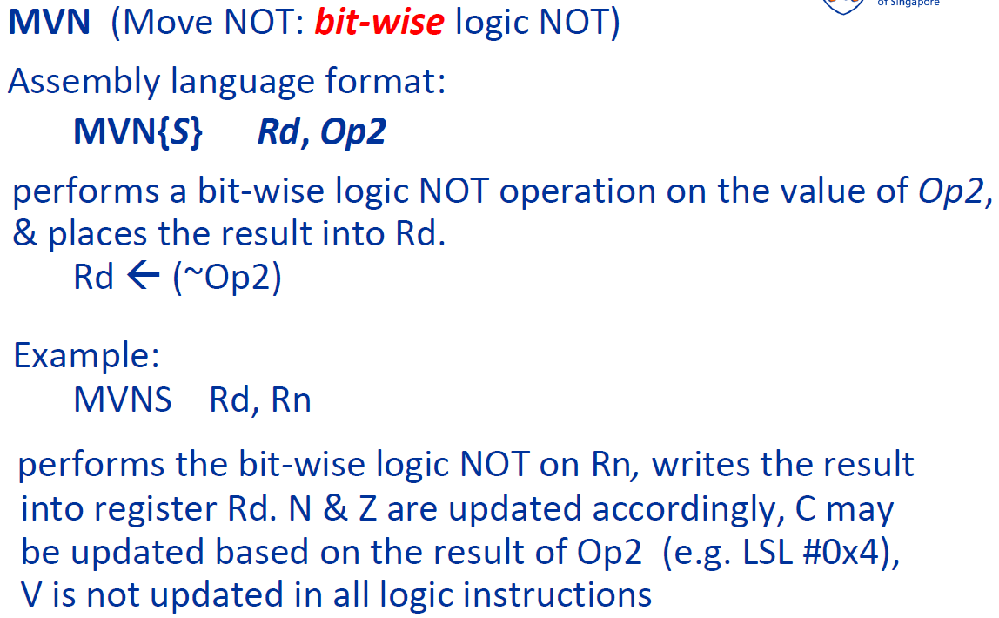 of Singapore
MVN (Move NOT: bit-wise logic NOT)
Assembly language format:
MVN{S} Rd, Op2
performs a bit-wise logic NOT operation on the value of Op2,
& places the result into Rd.
Rd ← (~Op2)
Example:
MVNS Rd, Rn
performs the bit-wise logic NOT on Rn, writes the result
into register Rd. N & Z are updated accordingly, C may
be updated based on the result of Op2 (e.g. LSL #0x4),
V is not updated in all logic instructions